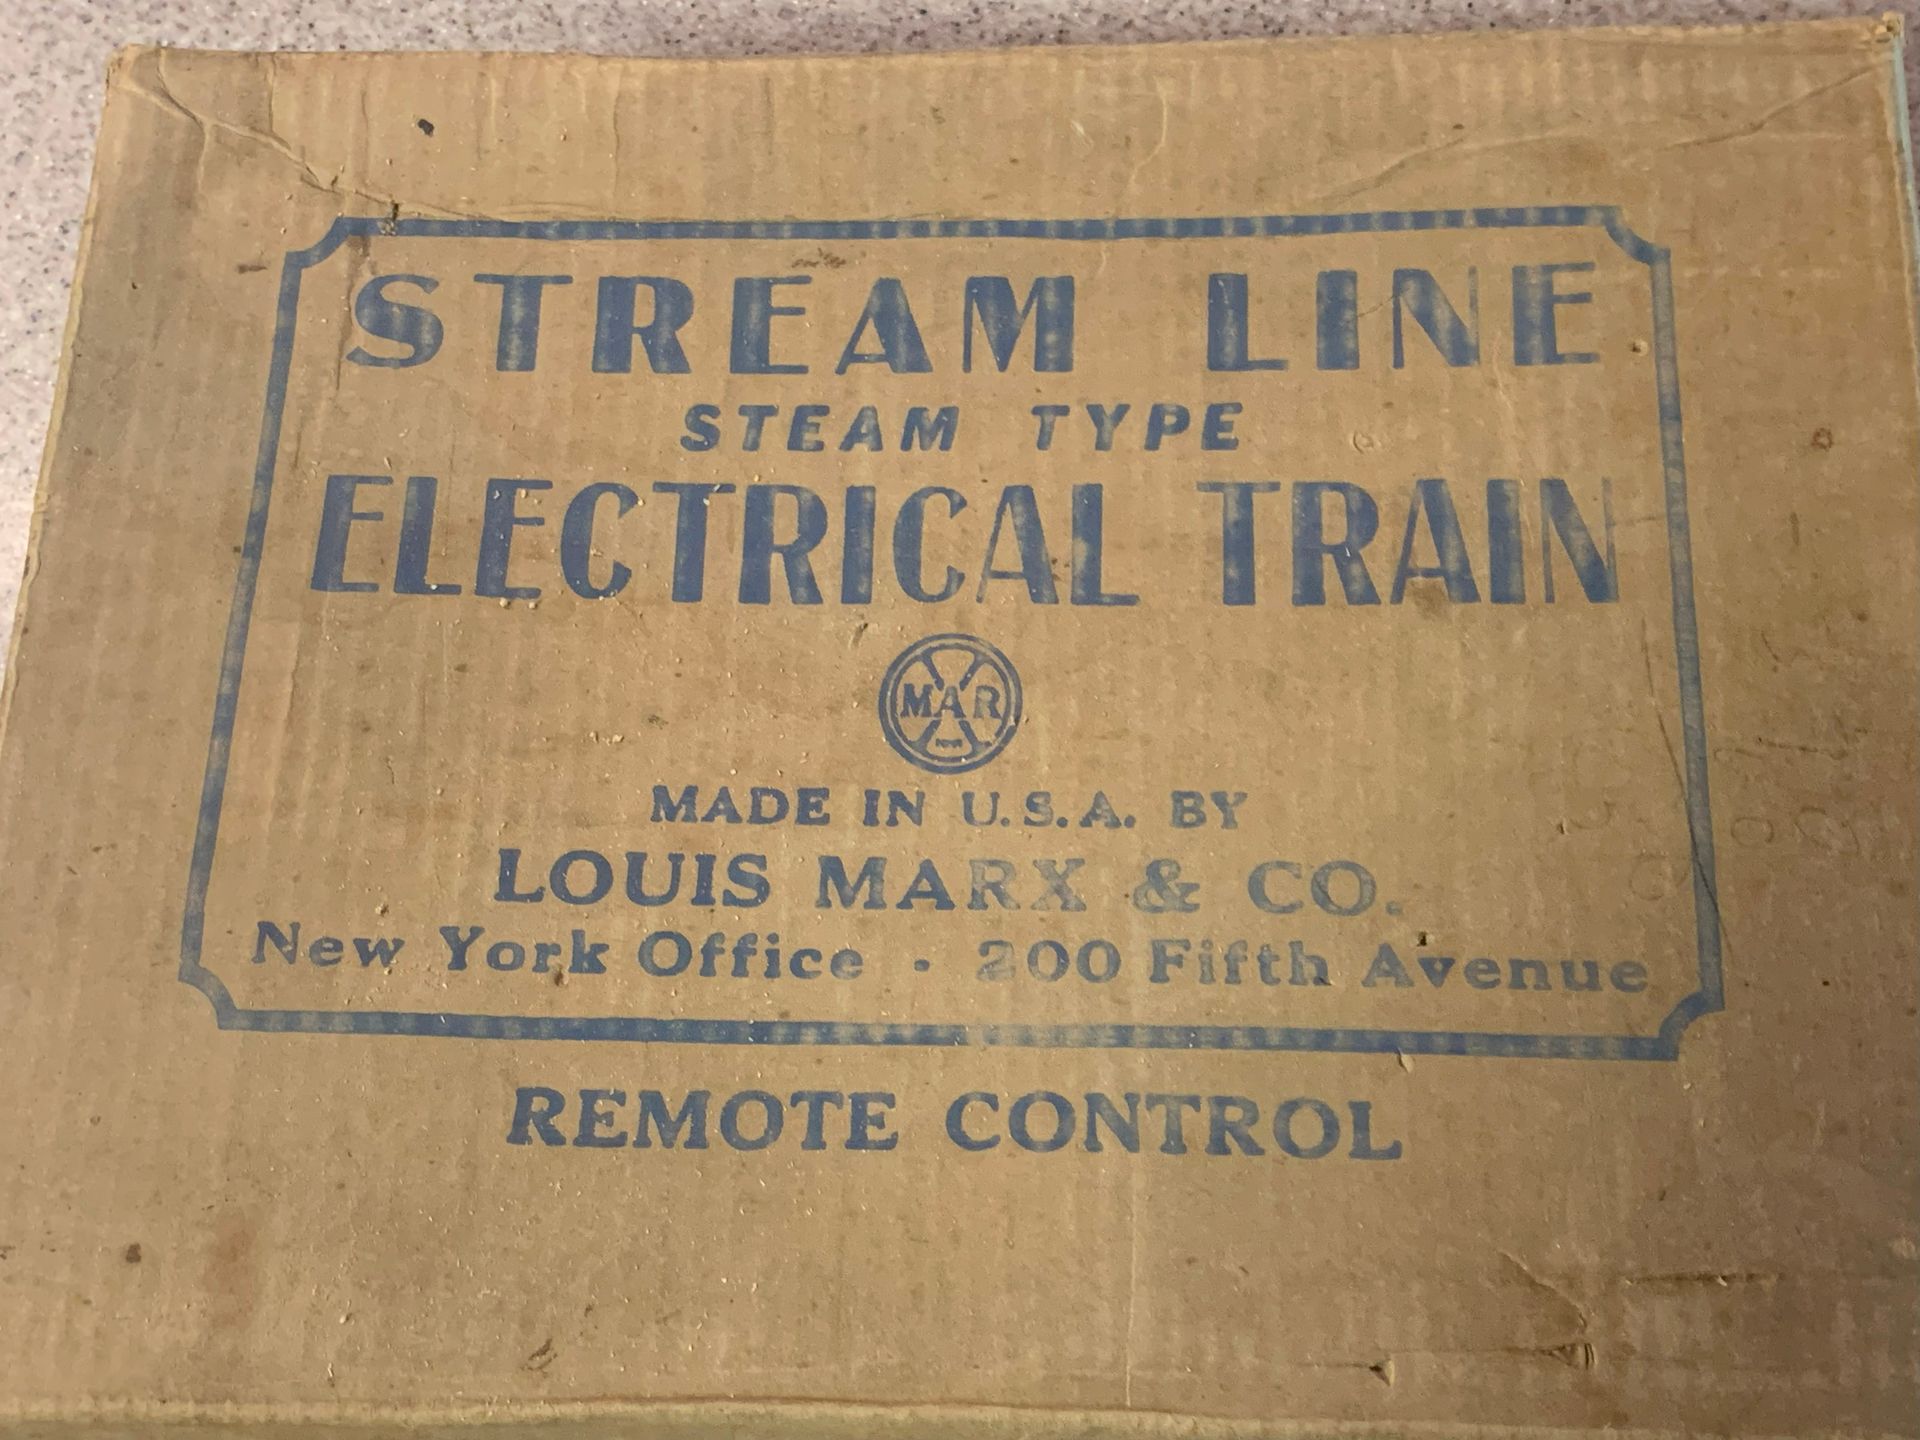 STREAM LINE
STEAM TYPE
ELECTRICAL TRAIN
MAR
MADE IN U.S.A. BY
LOUIS MARX & CO.
New York Office · 200 Fifth Avenue
REMOTE CONTROL